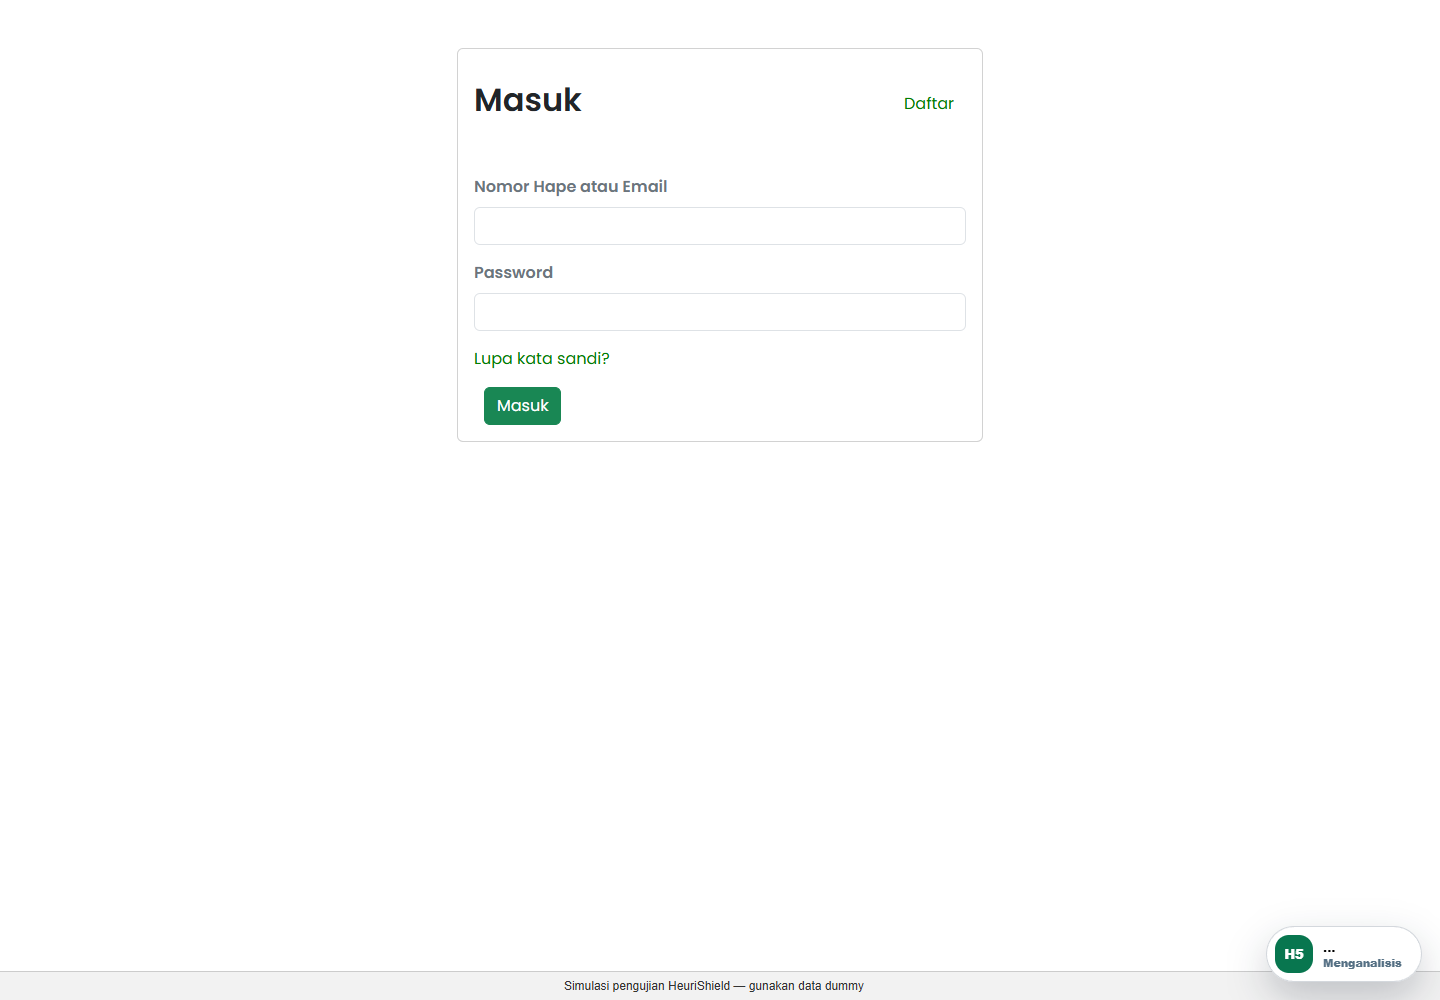 Masuk
Daftar
Nomor Hape atau Email
Password
Lupa kata sandi?
Masuk
H5
...
Menganalisis
Simulasi pengujian HeuriShield — gunakan data dummy